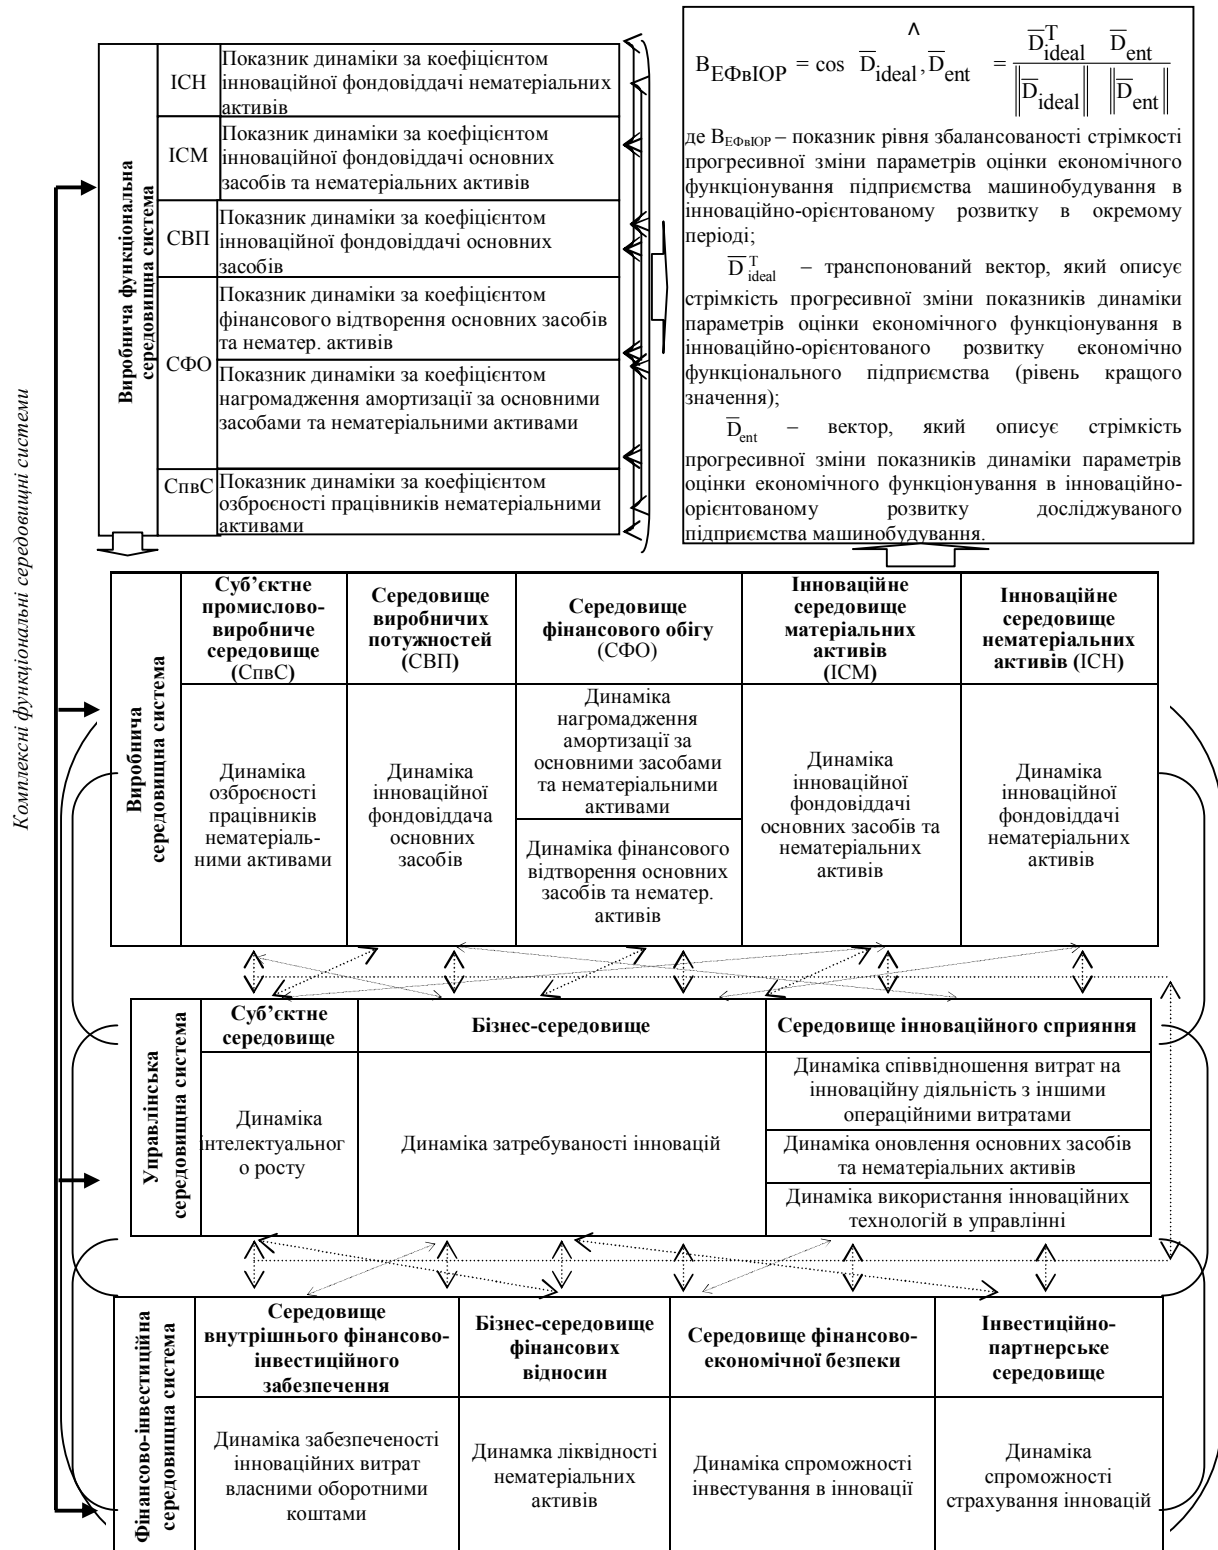 Комплексні функціональні середовищні системи
Виробнича функціональна
середовищна система
ІСН
Показник динаміки за коефіцієнтом
інноваційної фондовіддачі нематеріальних
активів
ІСМ
Показник динаміки за коефіцієнтом
інноваційної фондовіддачі основних
засобів та нематеріальних активів
СВП
Показник динаміки за коефіцієнтом
інноваційної фондовіддачі основних
засобів
СФО
Показник динаміки за коефіцієнтом
фінансового відтворення основних засобів
та нематер. активів
Показник динаміки за коефіцієнтом
нагромадження амортизації за основними
засобами та нематеріальними активами
СпвС
Показник динаміки за коефіцієнтом
озброєності працівників нематеріальними
активами
^
B ЕФвІОР = cos D ideal , D ent = D T ideal D ent / ‖D ideal‖ ‖D ent‖
де В ЕФвІОР – показник рівня збалансованості стрімкості
прогресивної зміни параметрів оцінки економічного
функціонування підприємства машинобудування в
інноваційно-орієнтованому розвитку в окремому
періоді;
D T ideal – транспонований вектор, який описує
стрімкість прогресивної зміни показників динаміки
параметрів оцінки економічного функціонування в
інноваційно-орієнтованого розвитку економічно
функціонального підприємства (рівень кращого
значення);
D ent – вектор, який описує стрімкість
прогресивної зміни показників динаміки параметрів
оцінки економічного функціонування в інноваційно-
орієнтованому розвитку досліджуваного
підприємства машинобудування.
Виробнича
середовищна система
Суб’єктне
промислово-
виробниче
середовище
(СпвС)
Середовище
виробничих
потужностей
(СВП)
Середовище
фінансового обігу
(СФО)
Інноваційне
середовище
матеріальних
активів
(ІСМ)
Інноваційне
середовище
нематеріальних
активів (ІСН)
Динаміка
озброєності
працівників
нематеріаль-
ними активами
Динаміка
інноваційної
фондовіддача
основних
засобів
Динаміка
нагромадження
амортизації за
основними засобами
та нематеріальними
активами
Динаміка фінансового
відтворення основних
засобів та нематер.
активів
Динаміка
інноваційної
фондовіддачі
основних засобів та
нематеріальних
активів
Динаміка
інноваційної
фондовіддачі
нематеріальних
активів
Управлінська
середовищна система
Суб’єктне
середовище
Бізнес-середовище
Середовище інноваційного сприяння
Динаміка
інтелектуальног
о росту
Динаміка затребуваності інновацій
Динаміка співвідношення витрат на
інноваційну діяльність з іншими
операційними витратами
Динаміка оновлення основних засобів
та нематеріальних активів
Динаміка використання інноваційних
технологій в управлінні
Фінансово-інвестиційна
середовищна система
Середовище
внутрішнього фінансово-
інвестиційного
забезпечення
Бізнес-середовище
фінансових
відносин
Середовище фінансово-
економічної безпеки
Інвестиційно-
партнерське
середовище
Динаміка забезпеченості
інноваційних витрат
власними оборотними
коштами
Динамка ліквідності
нематеріальних
активів
Динаміка спроможності
інвестування в інновації
Динаміка
спроможності
страхування інновацій